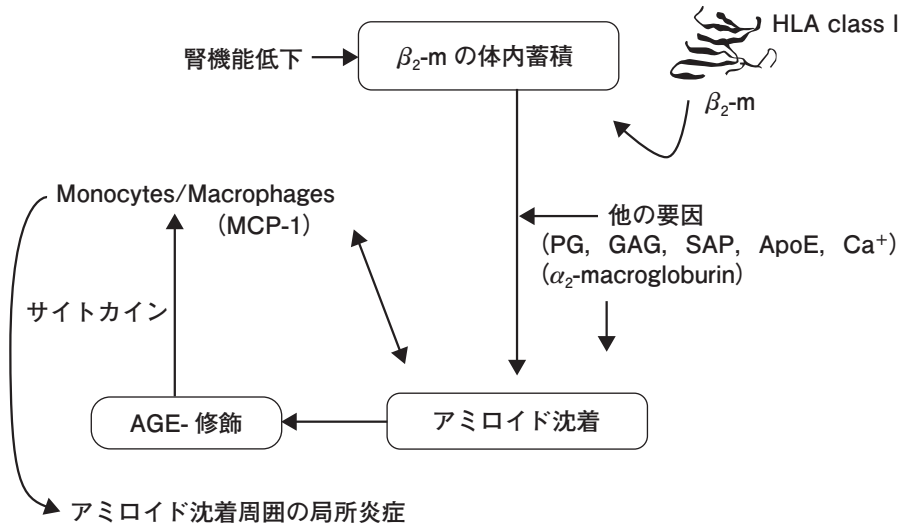 HLA class I
腎機能低下
β₂-m の体内蓄積
β₂-m
Monocytes/Macrophages
(MCP-1)
他の要因
(PG, GAG, SAP, ApoE, Ca⁺)
(α₂-macrogloburin)
サイトカイン
AGE- 修飾
アミロイド沈着
アミロイド沈着周囲の局所炎症